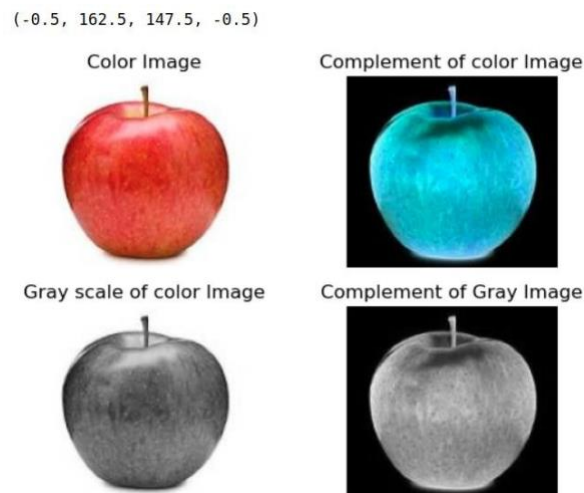 (-0.5, 162.5, 147.5, -0.5)
Color Image
Complement of color Image
Gray scale of color Image
Complement of Gray Image